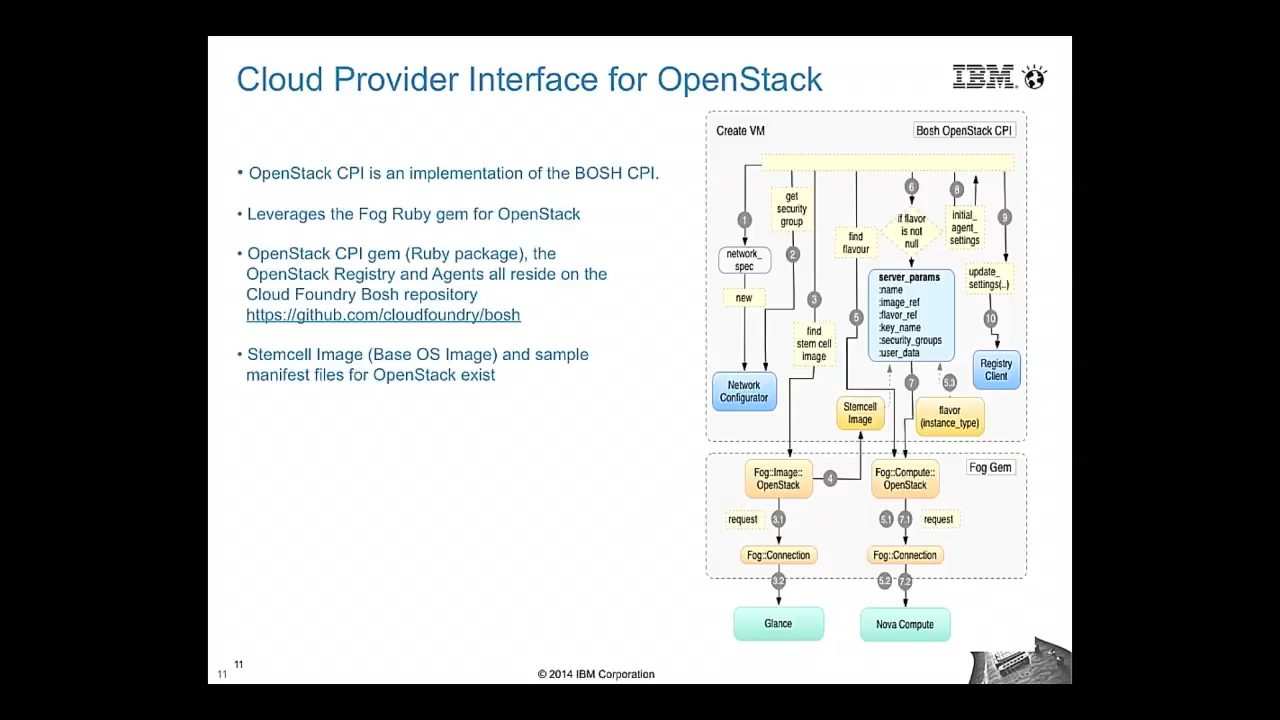 Cloud Provider Interface for OpenStack
IBM
• OpenStack CPI is an implementation of the BOSH CPI.
• Leverages the Fog Ruby gem for OpenStack
• OpenStack CPI gem (Ruby package), the
OpenStack Registry and Agents all reside on the
Cloud Foundry Bosh repository
https://github.com/cloudfoundry/bosh
• Stemcell Image (Base OS Image) and sample
manifest files for OpenStack exist
Create VM
Bosh OpenStack CPI
1
network_
spec
new
Network
Configurator
get
security
group
2
3
find
stem cell
image
find
flavour
5
6
if flavor
is not
null
server_params
:name
:image_ref
:flavor_ref
:key_name
:security_groups
:user_data
8
initial_
agent_
settings
9
update_
settings(..)
10
Registry
Client
7
5.3
Stemcell
Image
flavor
(instance_type)
Fog Gem
Fog::Image::
OpenStack
4
Fog::Compute::
OpenStack
request
3.1
5.1
7.1
request
Fog::Connection
Fog::Connection
3.2
5.2
7.2
Glance
Nova Compute
11
11
© 2014 IBM Corporation